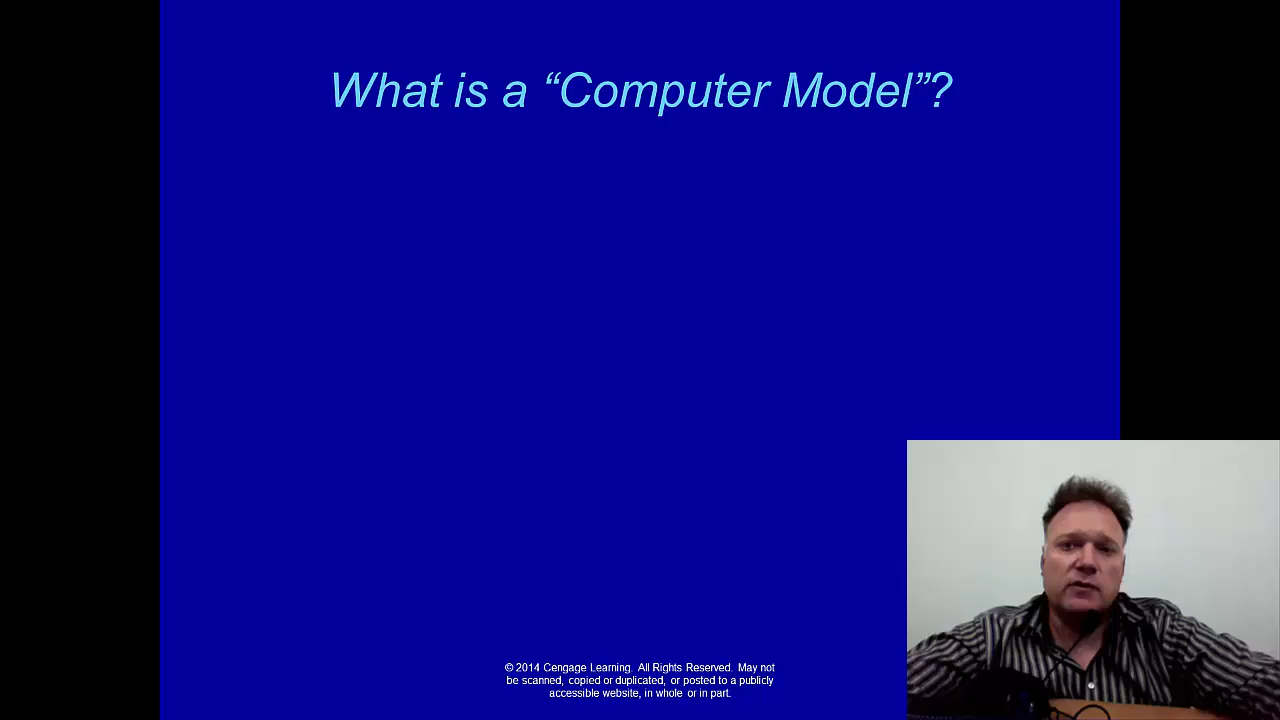 What is a “Computer Model”?
© 2014 Cengage Learning. All Rights Reserved. May not
be scanned, copied or duplicated, or posted to a publicly
accessible website, in whole or in part.